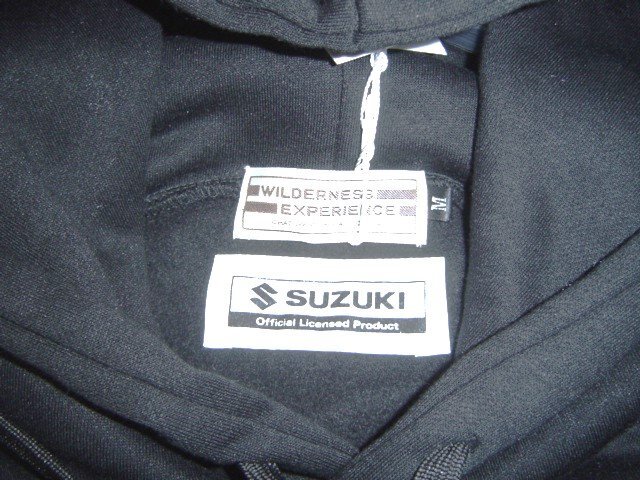 WILDERNESS
EXPERIENCE
M
SUZUKI
Official Licensed Product